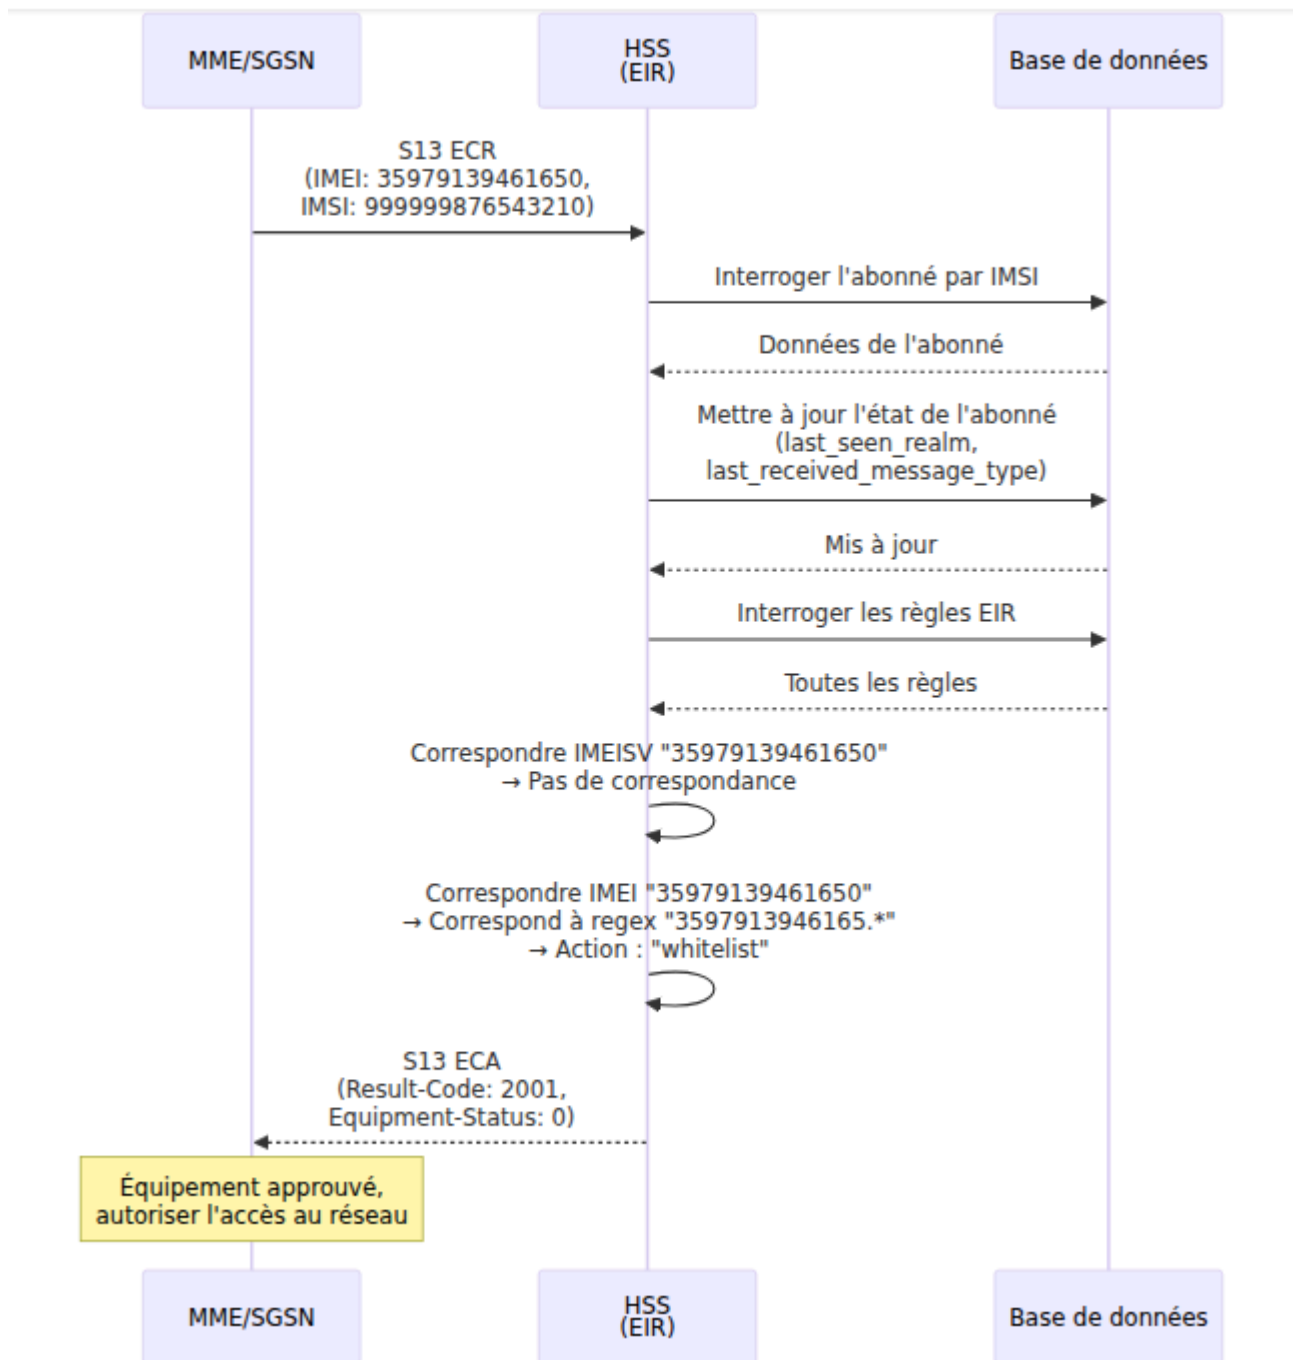 MME/SGSN
HSS
(EIR)
Base de données
S13 ECR
(IMEI: 35979139461650,
IMSI: 999999876543210)
Interroger l'abonné par IMSI
Données de l'abonné
Mettre à jour l'état de l'abonné
(last_seen_realm,
last_received_message_type)
Mis à jour
Interroger les règles EIR
Toutes les règles
Correspondre IMEISV "35979139461650"
→ Pas de correspondance
Correspondre IMEI "35979139461650"
→ Correspond à regex "3597913946165.*"
→ Action : "whitelist"
S13 ECA
(Result-Code: 2001,
Equipment-Status: 0)
Équipement approuvé,
autoriser l'accès au réseau
MME/SGSN
HSS
(EIR)
Base de données